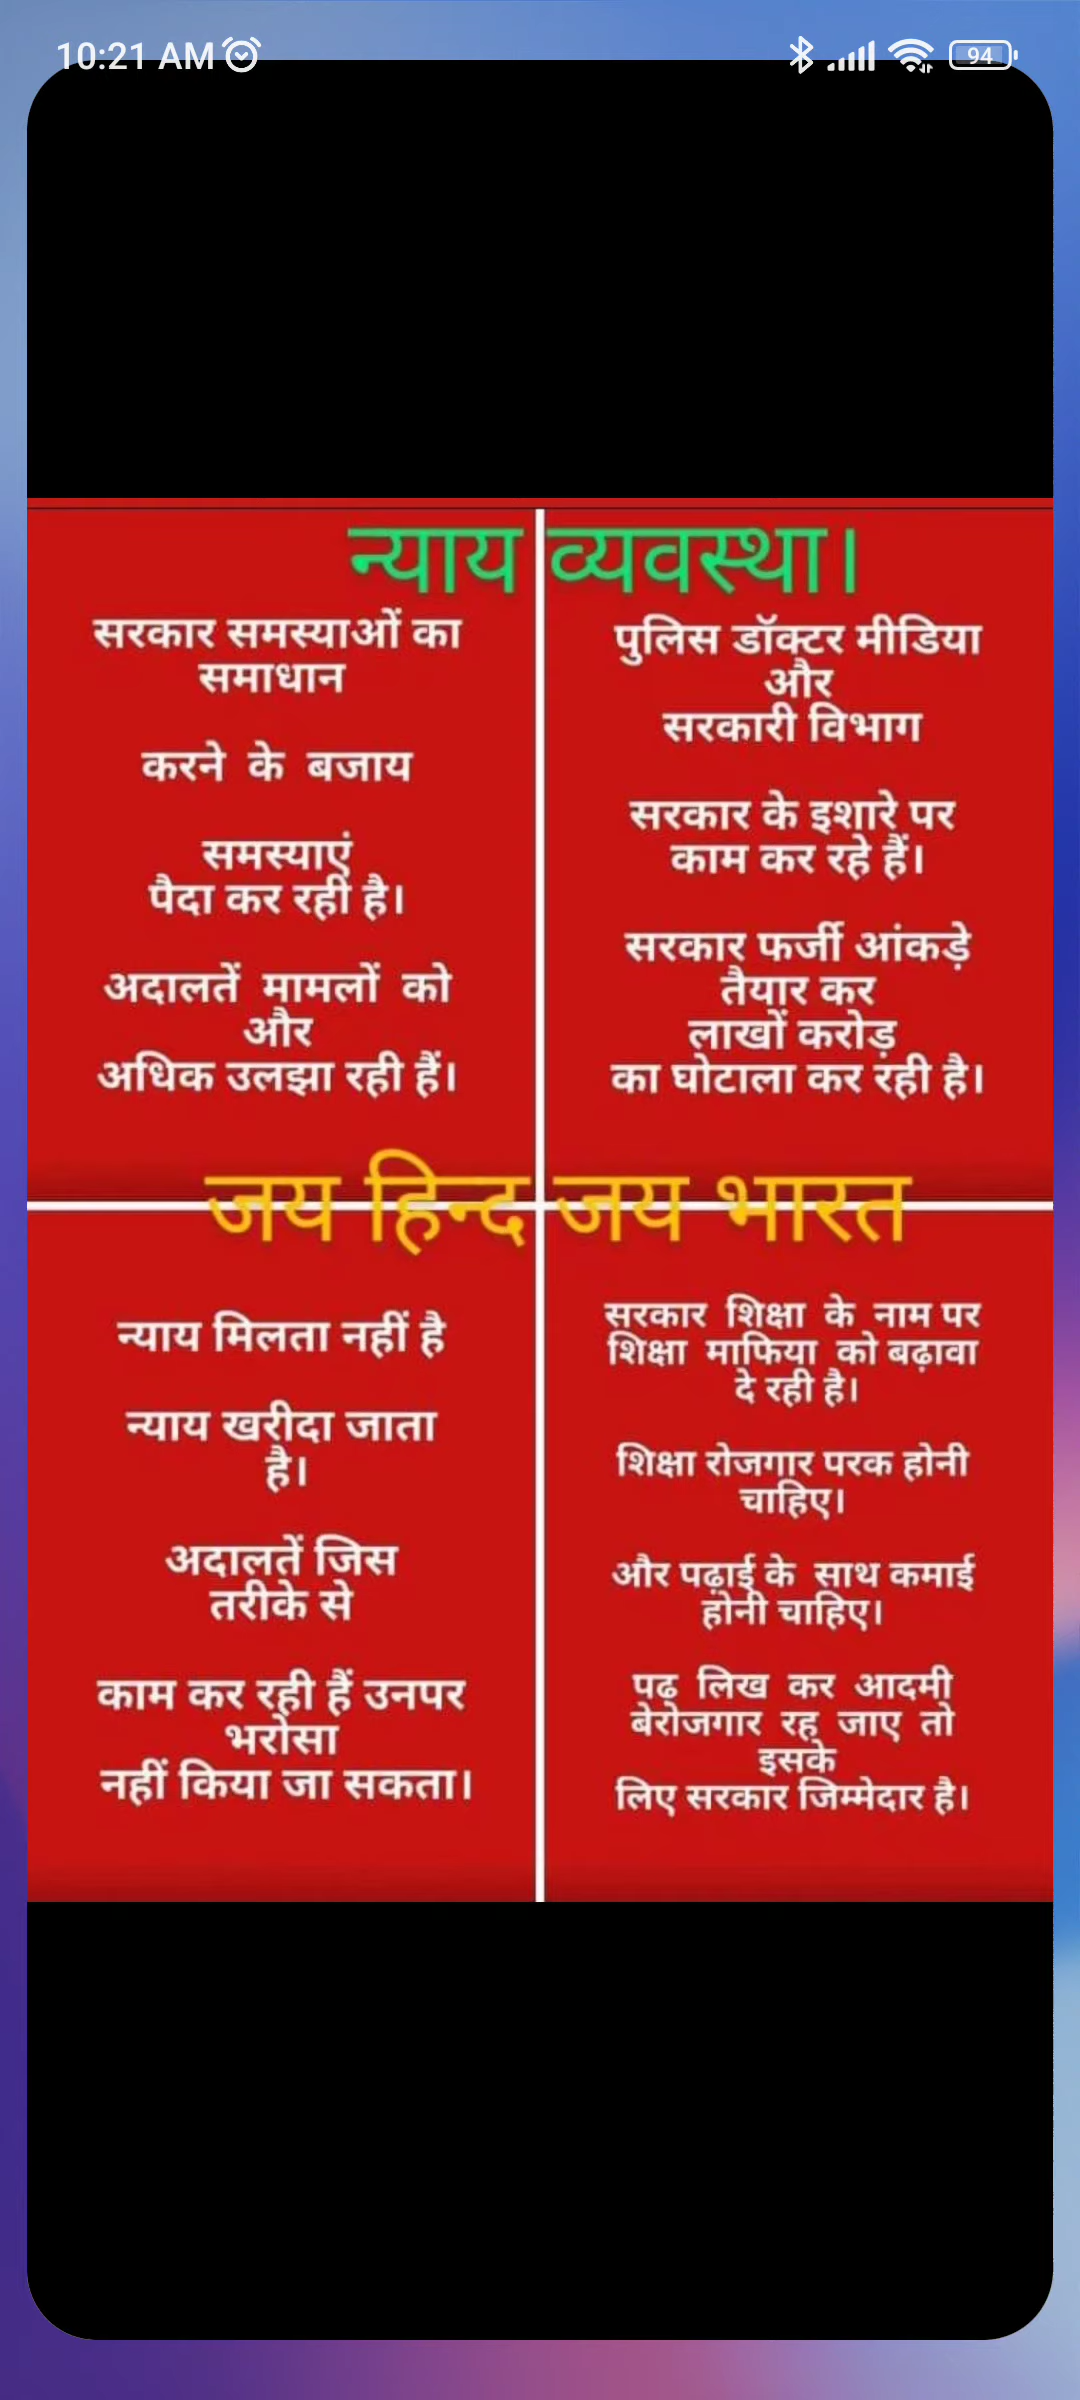 10:21 AM
94
न्याय व्यवस्था।
सरकार समस्याओं का
समाधान
करने के बजाय
समस्याएं
पैदा कर रही है।
अदालतें मामलों को
और
अधिक उलझा रही हैं।
पुलिस डॉक्टर मीडिया
और
सरकारी विभाग
सरकार के इशारे पर
काम कर रहे हैं।
सरकार फर्जी आंकड़े
तैयार कर
लाखों करोड़
का घोटाला कर रही है।
जय हिन्द जय भारत
न्याय मिलता नहीं है
न्याय खरीदा जाता
है।
अदालतें जिस
तरीके से
काम कर रही हैं उनपर
भरोसा
नहीं किया जा सकता।
सरकार शिक्षा के नाम पर
शिक्षा माफिया को बढ़ावा
दे रही है।
शिक्षा रोजगार परक होनी
चाहिए।
और पढ़ाई के साथ कमाई
होनी चाहिए।
पढ़ लिख कर आदमी
बेरोजगार रह जाए तो
इसके
लिए सरकार जिम्मेदार है।